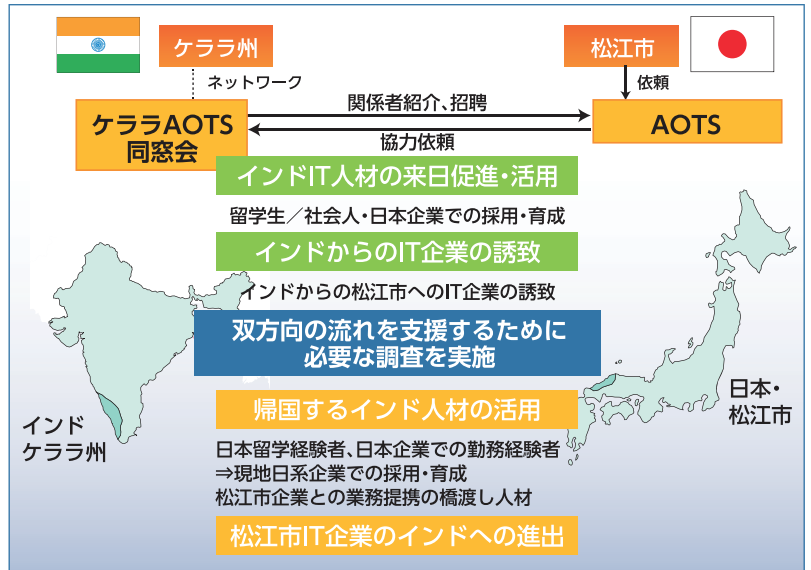 ケララ州
松江市
ネットワーク
依頼
関係者紹介、招聘
ケララAOTS
同窓会
AOTS
協力依頼
インドIT人材の来日促進・活用
留学生／社会人・日本企業での採用・育成
インドからのIT企業の誘致
インドからの松江市へのIT企業の誘致
双方向の流れを支援するために
必要な調査を実施
インド
ケララ州
日本・
松江市
帰国するインド人材の活用
日本留学経験者、日本企業での勤務経験者
⇒現地日系企業での採用・育成
松江市企業との業務提携の橋渡し人材
松江市IT企業のインドへの進出